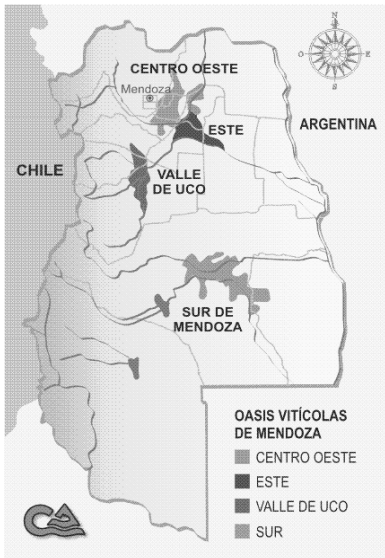 N
O
E
S
CENTRO OESTE
Mendoza
ESTE
ARGENTINA
CHILE
VALLE
DE UCO
SUR DE
MENDOZA
OASIS VITÍCOLAS
DE MENDOZA
CENTRO OESTE
ESTE
VALLE DE UCO
SUR
CA